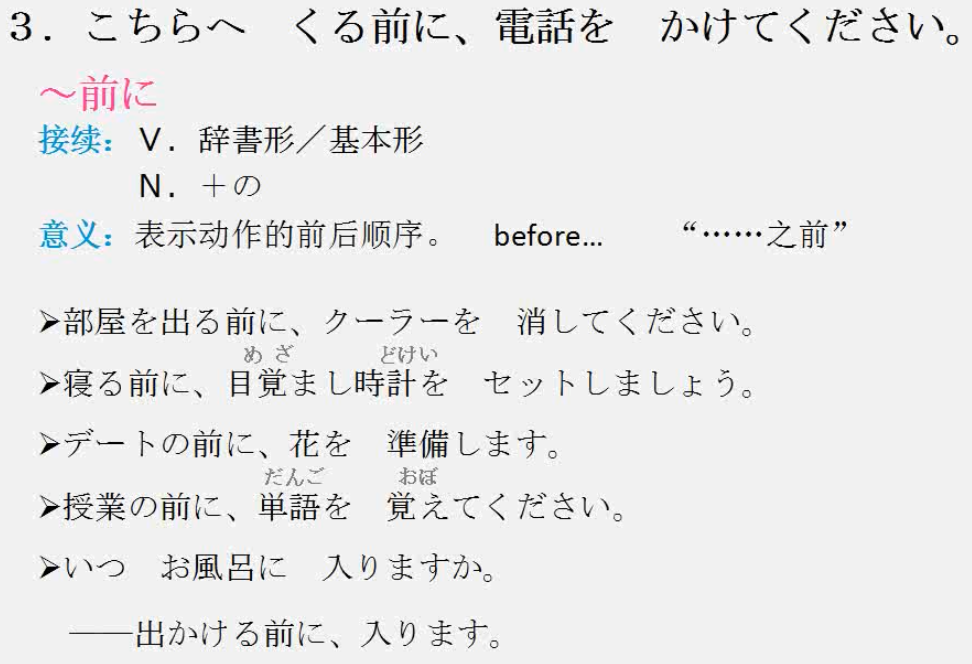 3．こちらへ　くる前に、電話を　かけてください。
～前に
接续：V．辞書形／基本形
N．＋の
意义：表示动作的前后顺序。　before...　“……之前”
➢部屋を出る前に、クーラーを　消してください。
めざ　どけい
➢寝る前に、目覚まし時計を　セットしましょう。
➢デートの前に、花を　準備します。
だんご　おぼ
➢授業の前に、単語を　覚えてください。
➢いつ　お風呂に　入りますか。
——出かける前に、入ります。